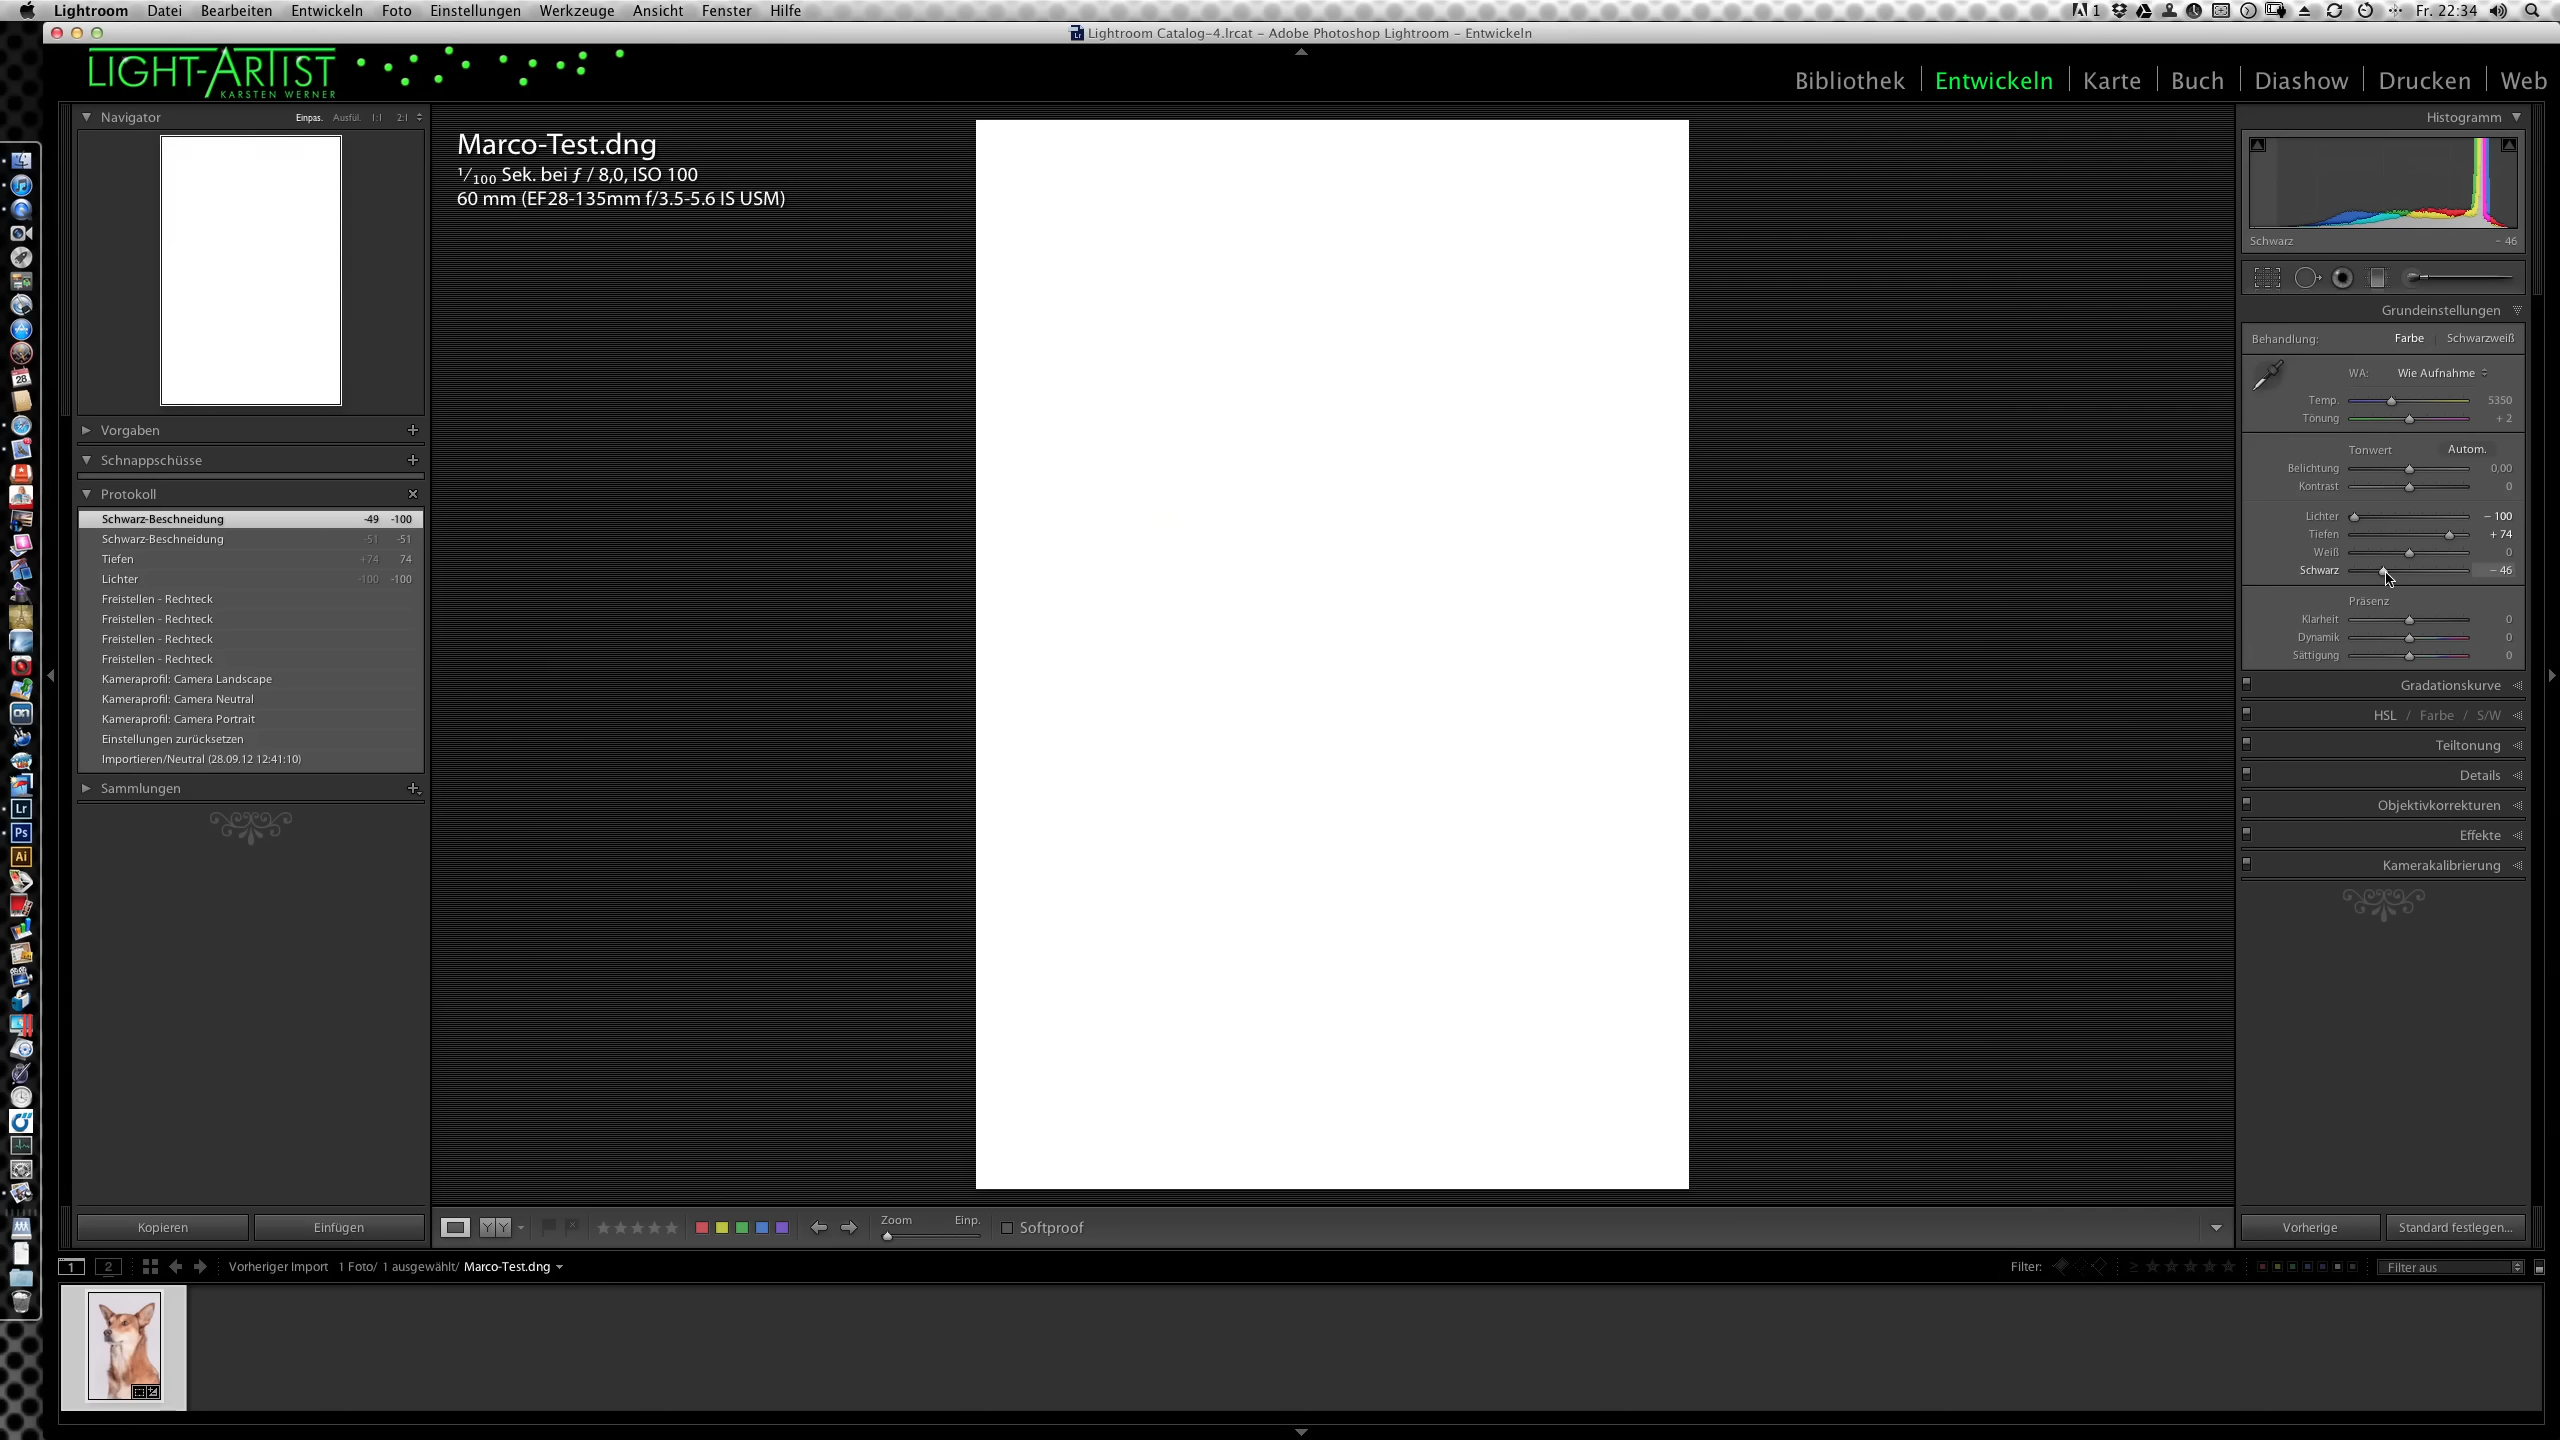 Lightroom Datei Bearbeiten Entwickeln Foto Einstellungen Werkzeuge Ansicht Fenster Hilfe 1 Fr. 22:34
Lightroom Catalog-4.lrcat – Adobe Photoshop Lightroom – Entwickeln
LIGHT-ARTIST
KARSTEN WERNER
Bibliothek Entwickeln Karte Buch Diashow Drucken Web
Navigator Einpas. Ausfül. 1:1 2:1
Vorgaben
Schnappschüsse
Protokoll
Schwarz-Beschneidung -49 -100
Schwarz-Beschneidung -51 -51
Tiefen +74 74
Lichter -100 -100
Freistellen - Rechteck
Freistellen - Rechteck
Freistellen - Rechteck
Freistellen - Rechteck
Kameraprofil: Camera Landscape
Kameraprofil: Camera Neutral
Kameraprofil: Camera Portrait
Einstellungen zurücksetzen
Importieren/Neutral (28.09.12 12:41:10)
Sammlungen
Kopieren Einfügen
Marco-Test.dng
1/100 Sek. bei ƒ / 8,0, ISO 100
60 mm (EF28-135mm f/3.5-5.6 IS USM)
Histogramm
Schwarz – 46
Grundeinstellungen
Behandlung: Farbe Schwarzweiß
WA: Wie Aufnahme
Temp. 5350
Tönung + 2
Tonwert Autom.
Belichtung 0,00
Kontrast 0
Lichter – 100
Tiefen + 74
Weiß 0
Schwarz – 46
Präsenz
Klarheit 0
Dynamik 0
Sättigung 0
Gradationskurve
HSL / Farbe / S/W
Teiltonung
Details
Objektivkorrekturen
Effekte
Kamerakalibrierung
Vorherige Standard festlegen...
28
on
Lr
Ps
Ai
YY Zoom Einp. Softproof
1 2 Vorheriger Import 1 Foto/ 1 ausgewählt/ Marco-Test.dng Filter: ≥ Filter aus